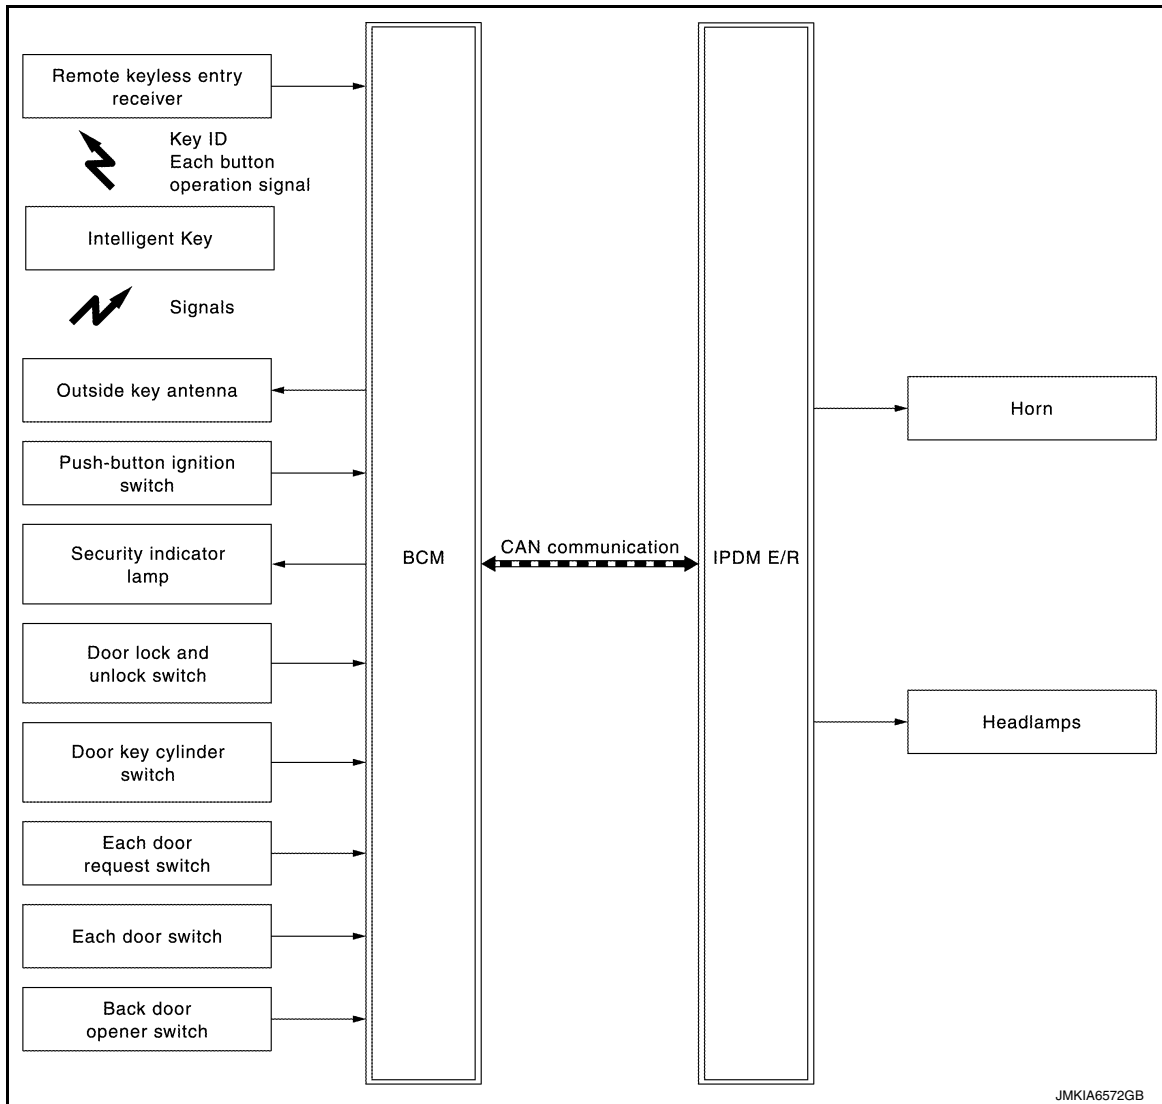 Remote keyless entry
receiver
Key ID
Each button
operation signal
Intelligent Key
Signals
Outside key antenna
Push-button ignition
switch
Security indicator
lamp
Door lock and
unlock switch
Door key cylinder
switch
Each door
request switch
Each door switch
Back door
opener switch
BCM
CAN communication
IPDM E/R
Horn
Headlamps
JMKIA6572GB